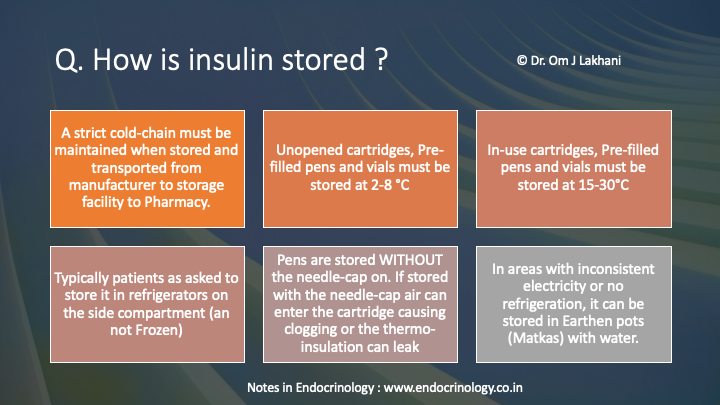 Q. How is insulin stored ?
© Dr. Om J Lakhani
A strict cold-chain must be
maintained when stored and
transported from
manufacturer to storage
facility to Pharmacy.
Unopened cartridges, Pre-
filled pens and vials must be
stored at 2-8 °C
In-use cartridges, Pre-filled
pens and vials must be
stored at 15-30°C
Typically patients as asked to
store it in refrigerators on
the side compartment (an
not Frozen)
Pens are stored WITHOUT
the needle-cap on. If stored
with the needle-cap air can
enter the cartridge causing
clogging or the thermo-
insulation can leak
In areas with inconsistent
electricity or no
refrigeration, it can be
stored in Earthen pots
(Matkas) with water.
Notes in Endocrinology : www.endocrinology.co.in